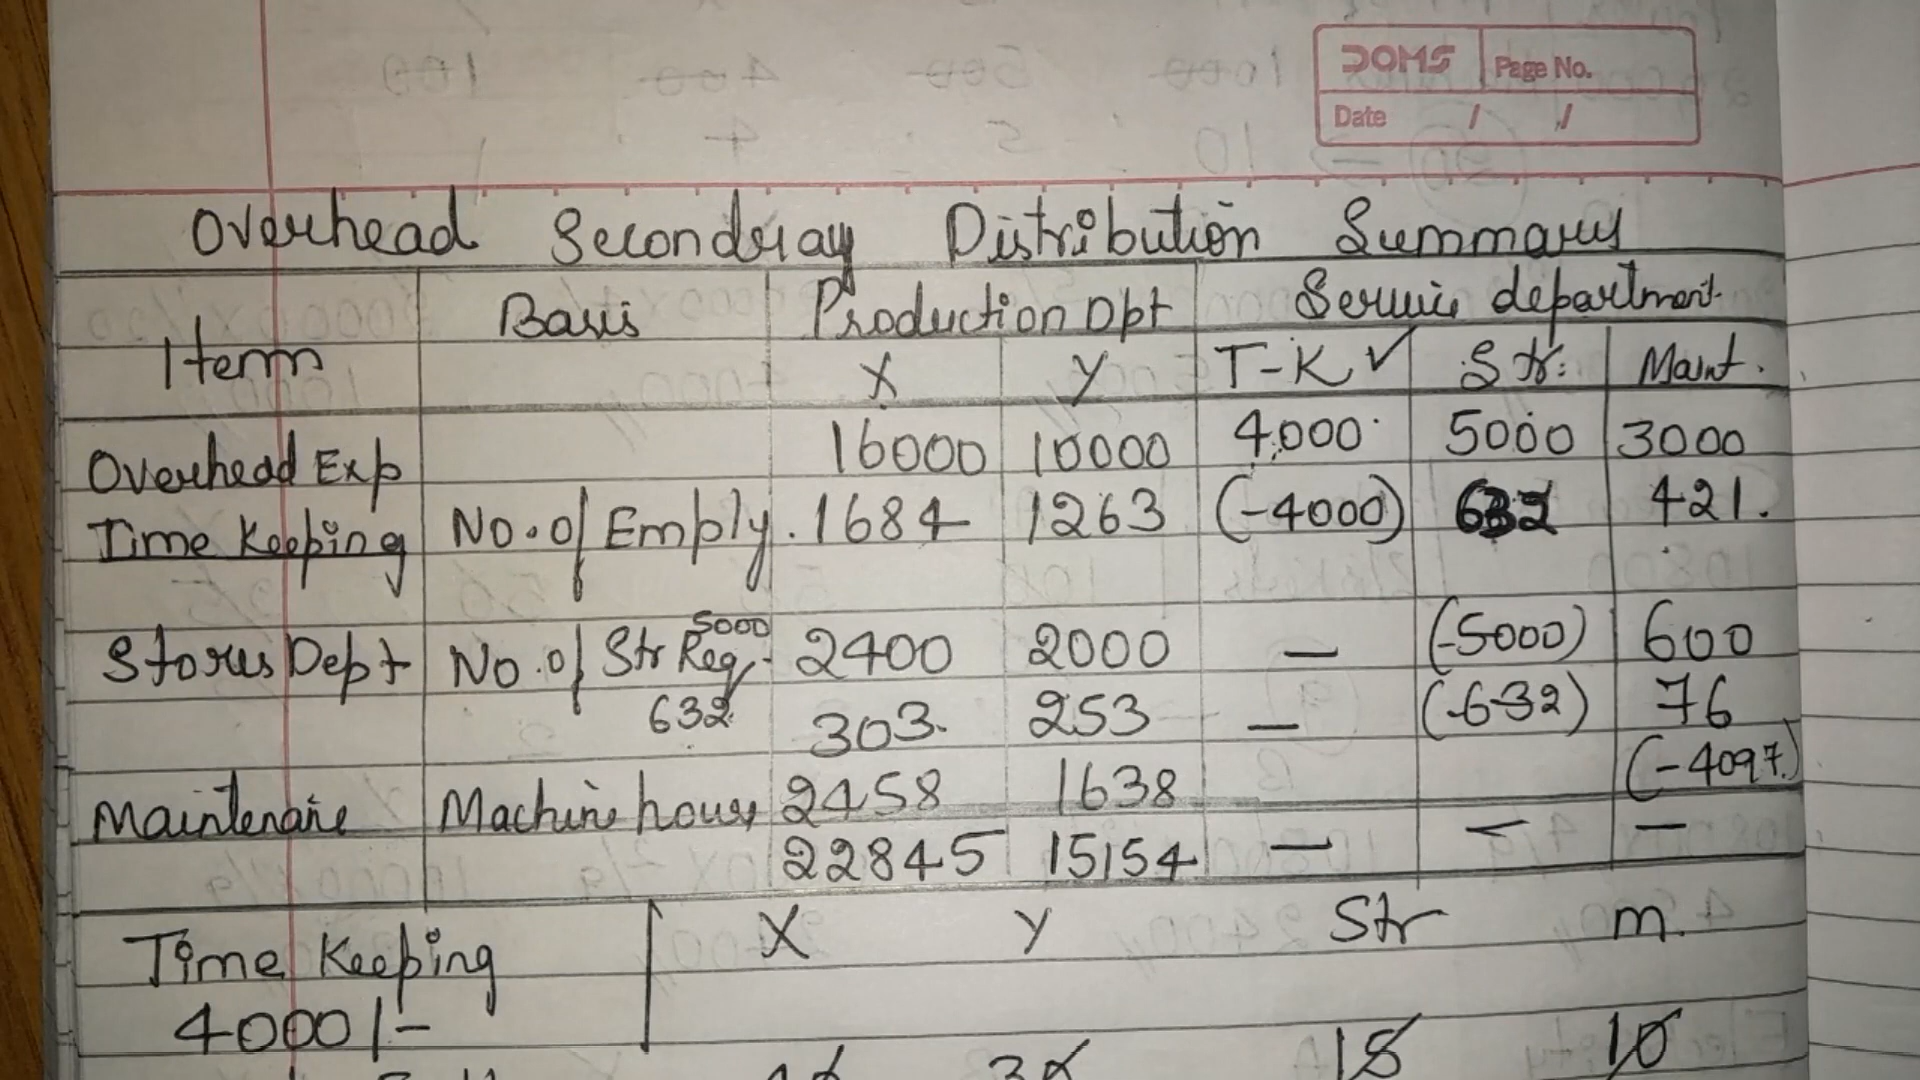 DOMS Page No.
Date / /
Overhead Secondray Distribution Summary
Item Basis Production Dpt Service department.
X Y T-K ✓ Str. Maint.
Overhead Exp 16000 10000 4000 5000 3000
Time Keeping No. of Emply. 1684 1263 (-4000) 632 421.
Stores Dept No. of Str Req. 5000 2400 2000 — (-5000) 600
632 303. 253 — (-632) 76
(-4097.)
Maintenance Machine hours 2458 1638
22845 15154 — — —
Time Keeping X Y Str m.
4000/-
15 10